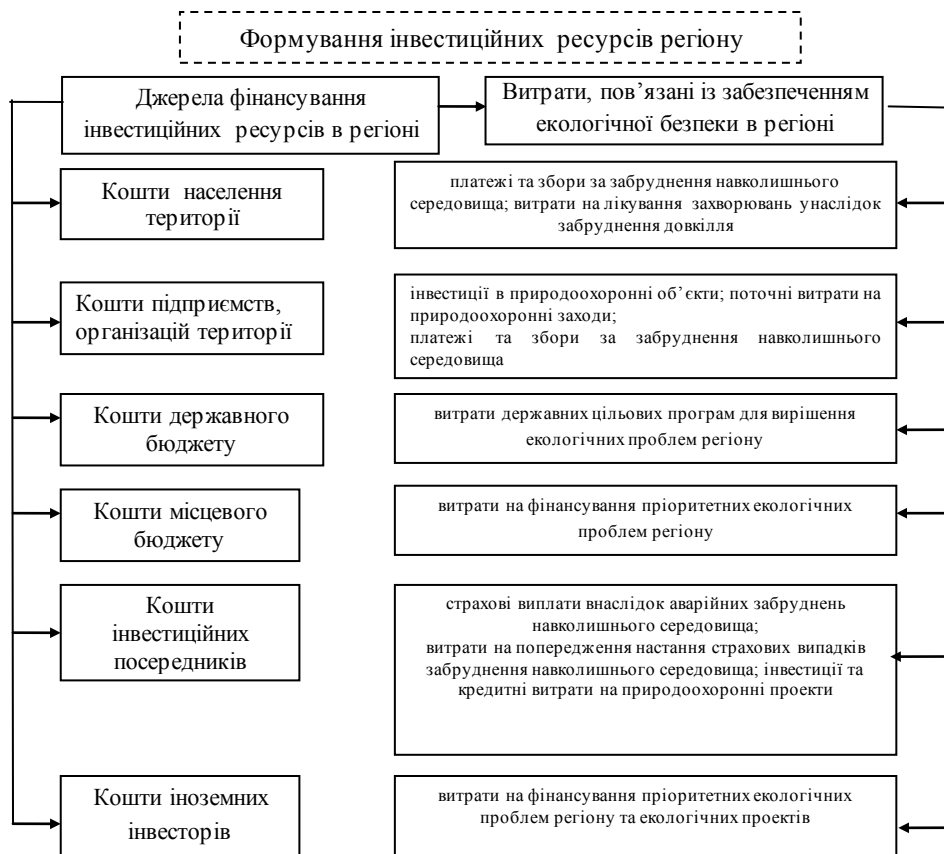 Формування інвестиційних ресурсів регіону
Джерела фінансування
інвестиційних ресурсів в регіоні
Витрати, пов’язані із забезпеченням
екологічної безпеки в регіоні
Кошти населення
території
платежі та збори за забруднення навколишнього
середовища; витрати на лікування захворювань унаслідок
забруднення довкілля
Кошти підприємств,
організацій території
інвестиції в природоохоронні об’єкти; поточні витрати на
природоохоронні заходи;
платежі та збори за забруднення навколишнього
середовища
Кошти державного
бюджету
витрати державних цільових програм для вирішення
екологічних проблем регіону
Кошти місцевого
бюджету
витрати на фінансування пріоритетних екологічних
проблем регіону
Кошти
інвестиційних
посередників
страхові виплати внаслідок аварійних забруднень
навколишнього середовища;
витрати на попередження настання страхових випадків
забруднення навколишнього середовища; інвестиції та
кредитні витрати на природоохоронні проекти
Кошти іноземних
інвесторів
витрати на фінансування пріоритетних екологічних
проблем регіону та екологічних проектів